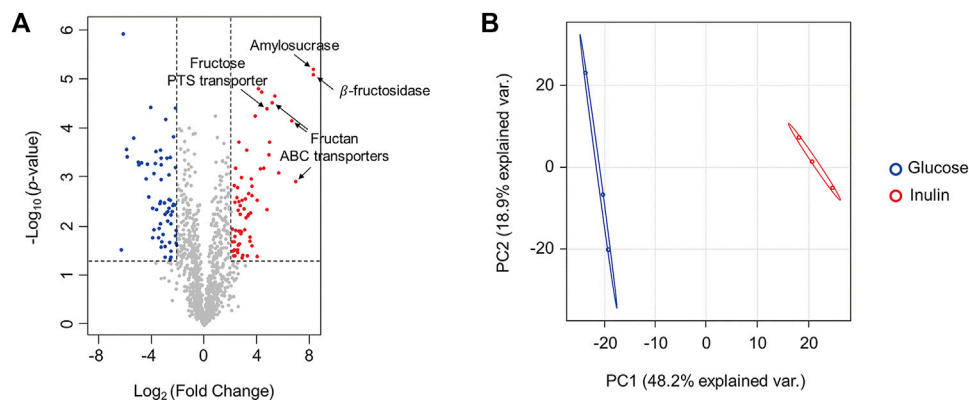 A
6
5
4
3
2
1
0
-Log10 (p-value)
-8
-4
0
4
8
Log2 (Fold Change)
Amylosucrase
Fructose
PTS transporter
β-fructosidase
Fructan
ABC transporters
B
20
0
-20
PC2 (18.9% explained var.)
-20
-10
0
10
20
PC1 (48.2% explained var.)
Glucose
Inulin